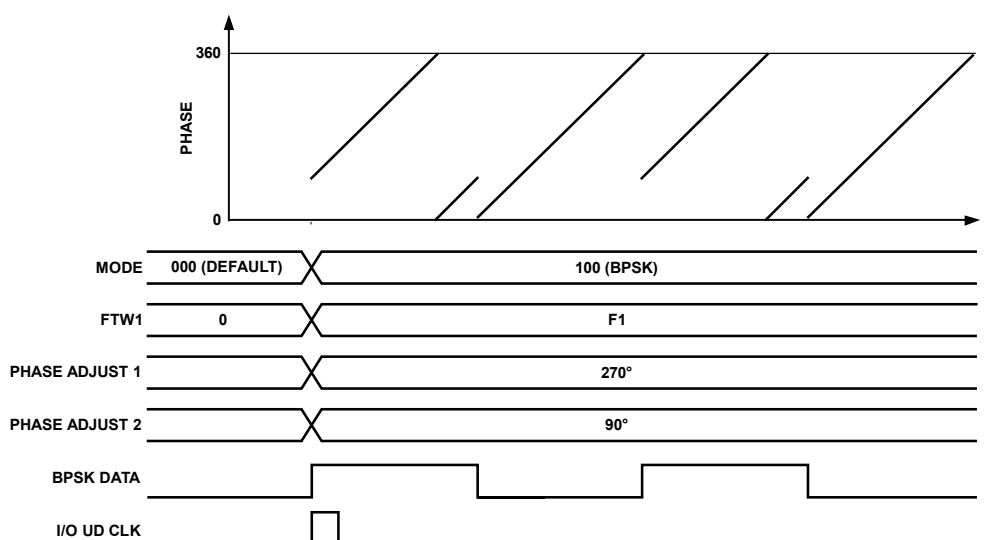 360
PHASE
0
MODE 000 (DEFAULT) 100 (BPSK)
FTW1 0 F1
PHASE ADJUST 1 270°
PHASE ADJUST 2 90°
BPSK DATA
I/O UD CLK